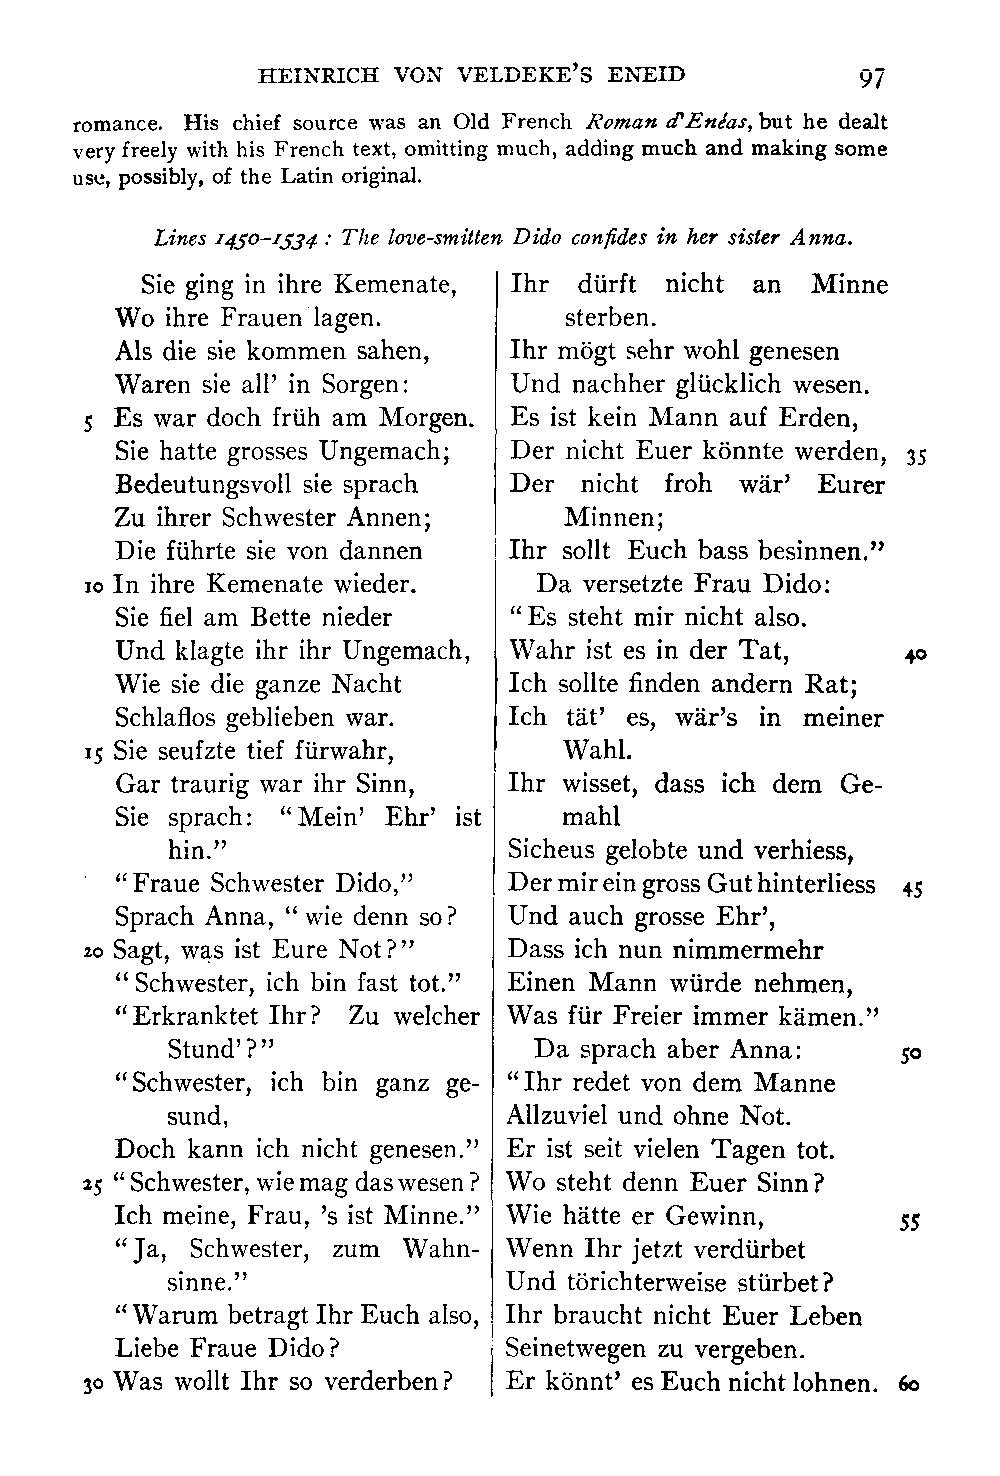 HEINRICH VON VELDEKE'S ENEID 97
romance. His chief source was an Old French Roman d'Enéas, but he dealt
very freely with his French text, omitting much, adding much and making some
use, possibly, of the Latin original.
Lines 1450–1534 : The love-smitten Dido confides in her sister Anna.
Sie ging in ihre Kemenate,
Wo ihre Frauen lagen.
Als die sie kommen sahen,
Waren sie all' in Sorgen:
5 Es war doch früh am Morgen.
Sie hatte grosses Ungemach;
Bedeutungsvoll sie sprach
Zu ihrer Schwester Annen;
Die führte sie von dannen
10 In ihre Kemenate wieder.
Sie fiel am Bette nieder
Und klagte ihr ihr Ungemach,
Wie sie die ganze Nacht
Schlaflos geblieben war.
15 Sie seufzte tief fürwahr,
Gar traurig war ihr Sinn,
Sie sprach: “Mein' Ehr' ist
hin.”
“Fraue Schwester Dido,”
Sprach Anna, “wie denn so?
20 Sagt, was ist Eure Not?”
“Schwester, ich bin fast tot.”
“Erkranktet Ihr? Zu welcher
Stund'?”
“Schwester, ich bin ganz ge-
sund,
Doch kann ich nicht genesen.”
25 “Schwester, wie mag das wesen?
Ich meine, Frau, 's ist Minne.”
“Ja, Schwester, zum Wahn-
sinne.”
“Warum betragt Ihr Euch also,
Liebe Fraue Dido?
30 Was wollt Ihr so verderben?
Ihr dürft nicht an Minne
sterben.
Ihr mögt sehr wohl genesen
Und nachher glücklich wesen.
Es ist kein Mann auf Erden,
Der nicht Euer könnte werden, 35
Der nicht froh wär' Eurer
Minnen;
Ihr sollt Euch bass besinnen.”
Da versetzte Frau Dido:
“Es steht mir nicht also.
Wahr ist es in der Tat, 40
Ich sollte finden andern Rat;
Ich tät' es, wär's in meiner
Wahl.
Ihr wisset, dass ich dem Ge-
mahl
Sicheus gelobte und verhiess,
Der mir ein gross Gut hinterliess 45
Und auch grosse Ehr',
Dass ich nun nimmermehr
Einen Mann würde nehmen,
Was für Freier immer kämen.”
Da sprach aber Anna: 50
“Ihr redet von dem Manne
Allzuviel und ohne Not.
Er ist seit vielen Tagen tot.
Wo steht denn Euer Sinn?
Wie hätte er Gewinn, 55
Wenn Ihr jetzt verdürbet
Und törichterweise stürbet?
Ihr braucht nicht Euer Leben
Seinetwegen zu vergeben.
Er könnt' es Euch nicht lohnen. 60